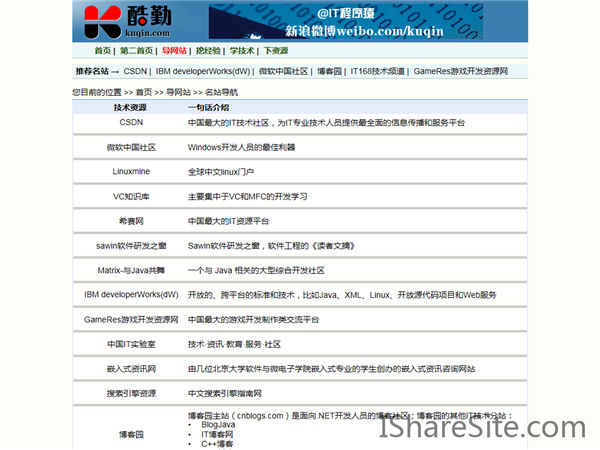 酷勤
kuqin.com
@IT程序猿
新浪微博weibo.com/kuqin
首页 | 第二首页 | 导网站 | 挖经验 | 学技术 | 下资源
推荐名站 → CSDN | IBM developerWorks(dW) | 微软中国社区 | 博客园 | IT168技术频道 | GameRes游戏开发资源网
您目前的位置 >> 首页 >> 导网站 >> 名站导航
技术资源 一句话介绍
CSDN 中国最大的IT技术社区，为IT专业技术人员提供最全面的信息传播和服务平台
微软中国社区 Windows开发人员的最佳利器
Linuxmine 全球中文linux门户
VC知识库 主要集中于VC和MFC的开发学习
希赛网 中国最大的IT资源平台
sawin软件研发之窗 Sawin软件研发之窗，软件工程的《读者文摘》
Matrix-与Java共舞 一个与 Java 相关的大型综合开发社区
IBM developerWorks(dW) 开放的、跨平台的标准和技术，比如Java、XML、Linux、开放源代码项目和Web服务
GameRes游戏开发资源网 中国最大的游戏开发制作类交流平台
中国IT实验室 技术·资讯·教育·服务·社区
嵌入式资讯网 由几位北京大学软件与微电子学院嵌入式专业的学生创办的嵌入式资讯咨询网站
搜索引擎资源 中文搜索引擎指南网
博客园主站（cnblogs.com）是面向.NET开发人员的博客社区；博客园的其他IT技术分站：
• BlogJava
博客园 • IT博客网
• C++博客
IShareSite.com